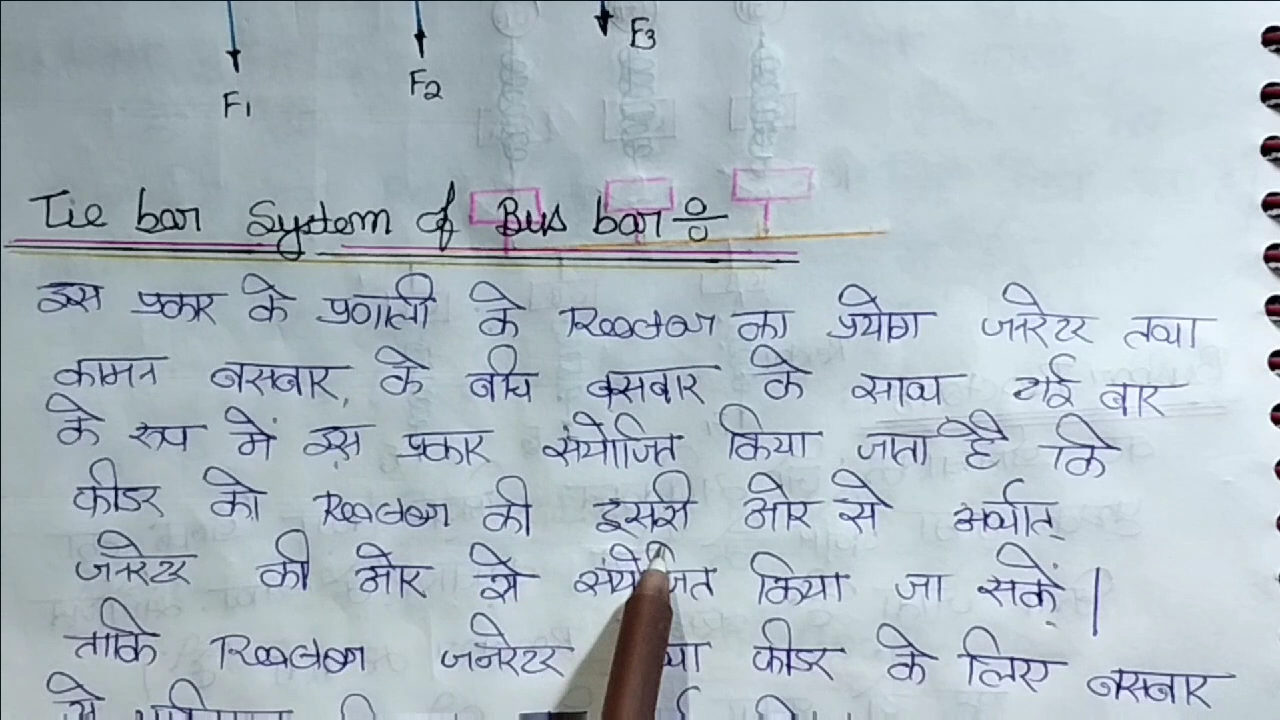 F1 F2 F3
Tie bar System of Bus bar ÷
इस प्रकार के प्रणाली के Reactor का प्रयोग जनरेटर तथा
कामन बसबार, के बीच बसबार के साथ टाई बार
के रूप में इस प्रकार संयोजित किया जाता है कि
फीडर को Reactor की दुसरी ओर से अर्थात्
जनरेटर की ओर से संयोजित किया जा सकें |
ताकि Reactor जनरेटर फीडर के लिए बसबार
से